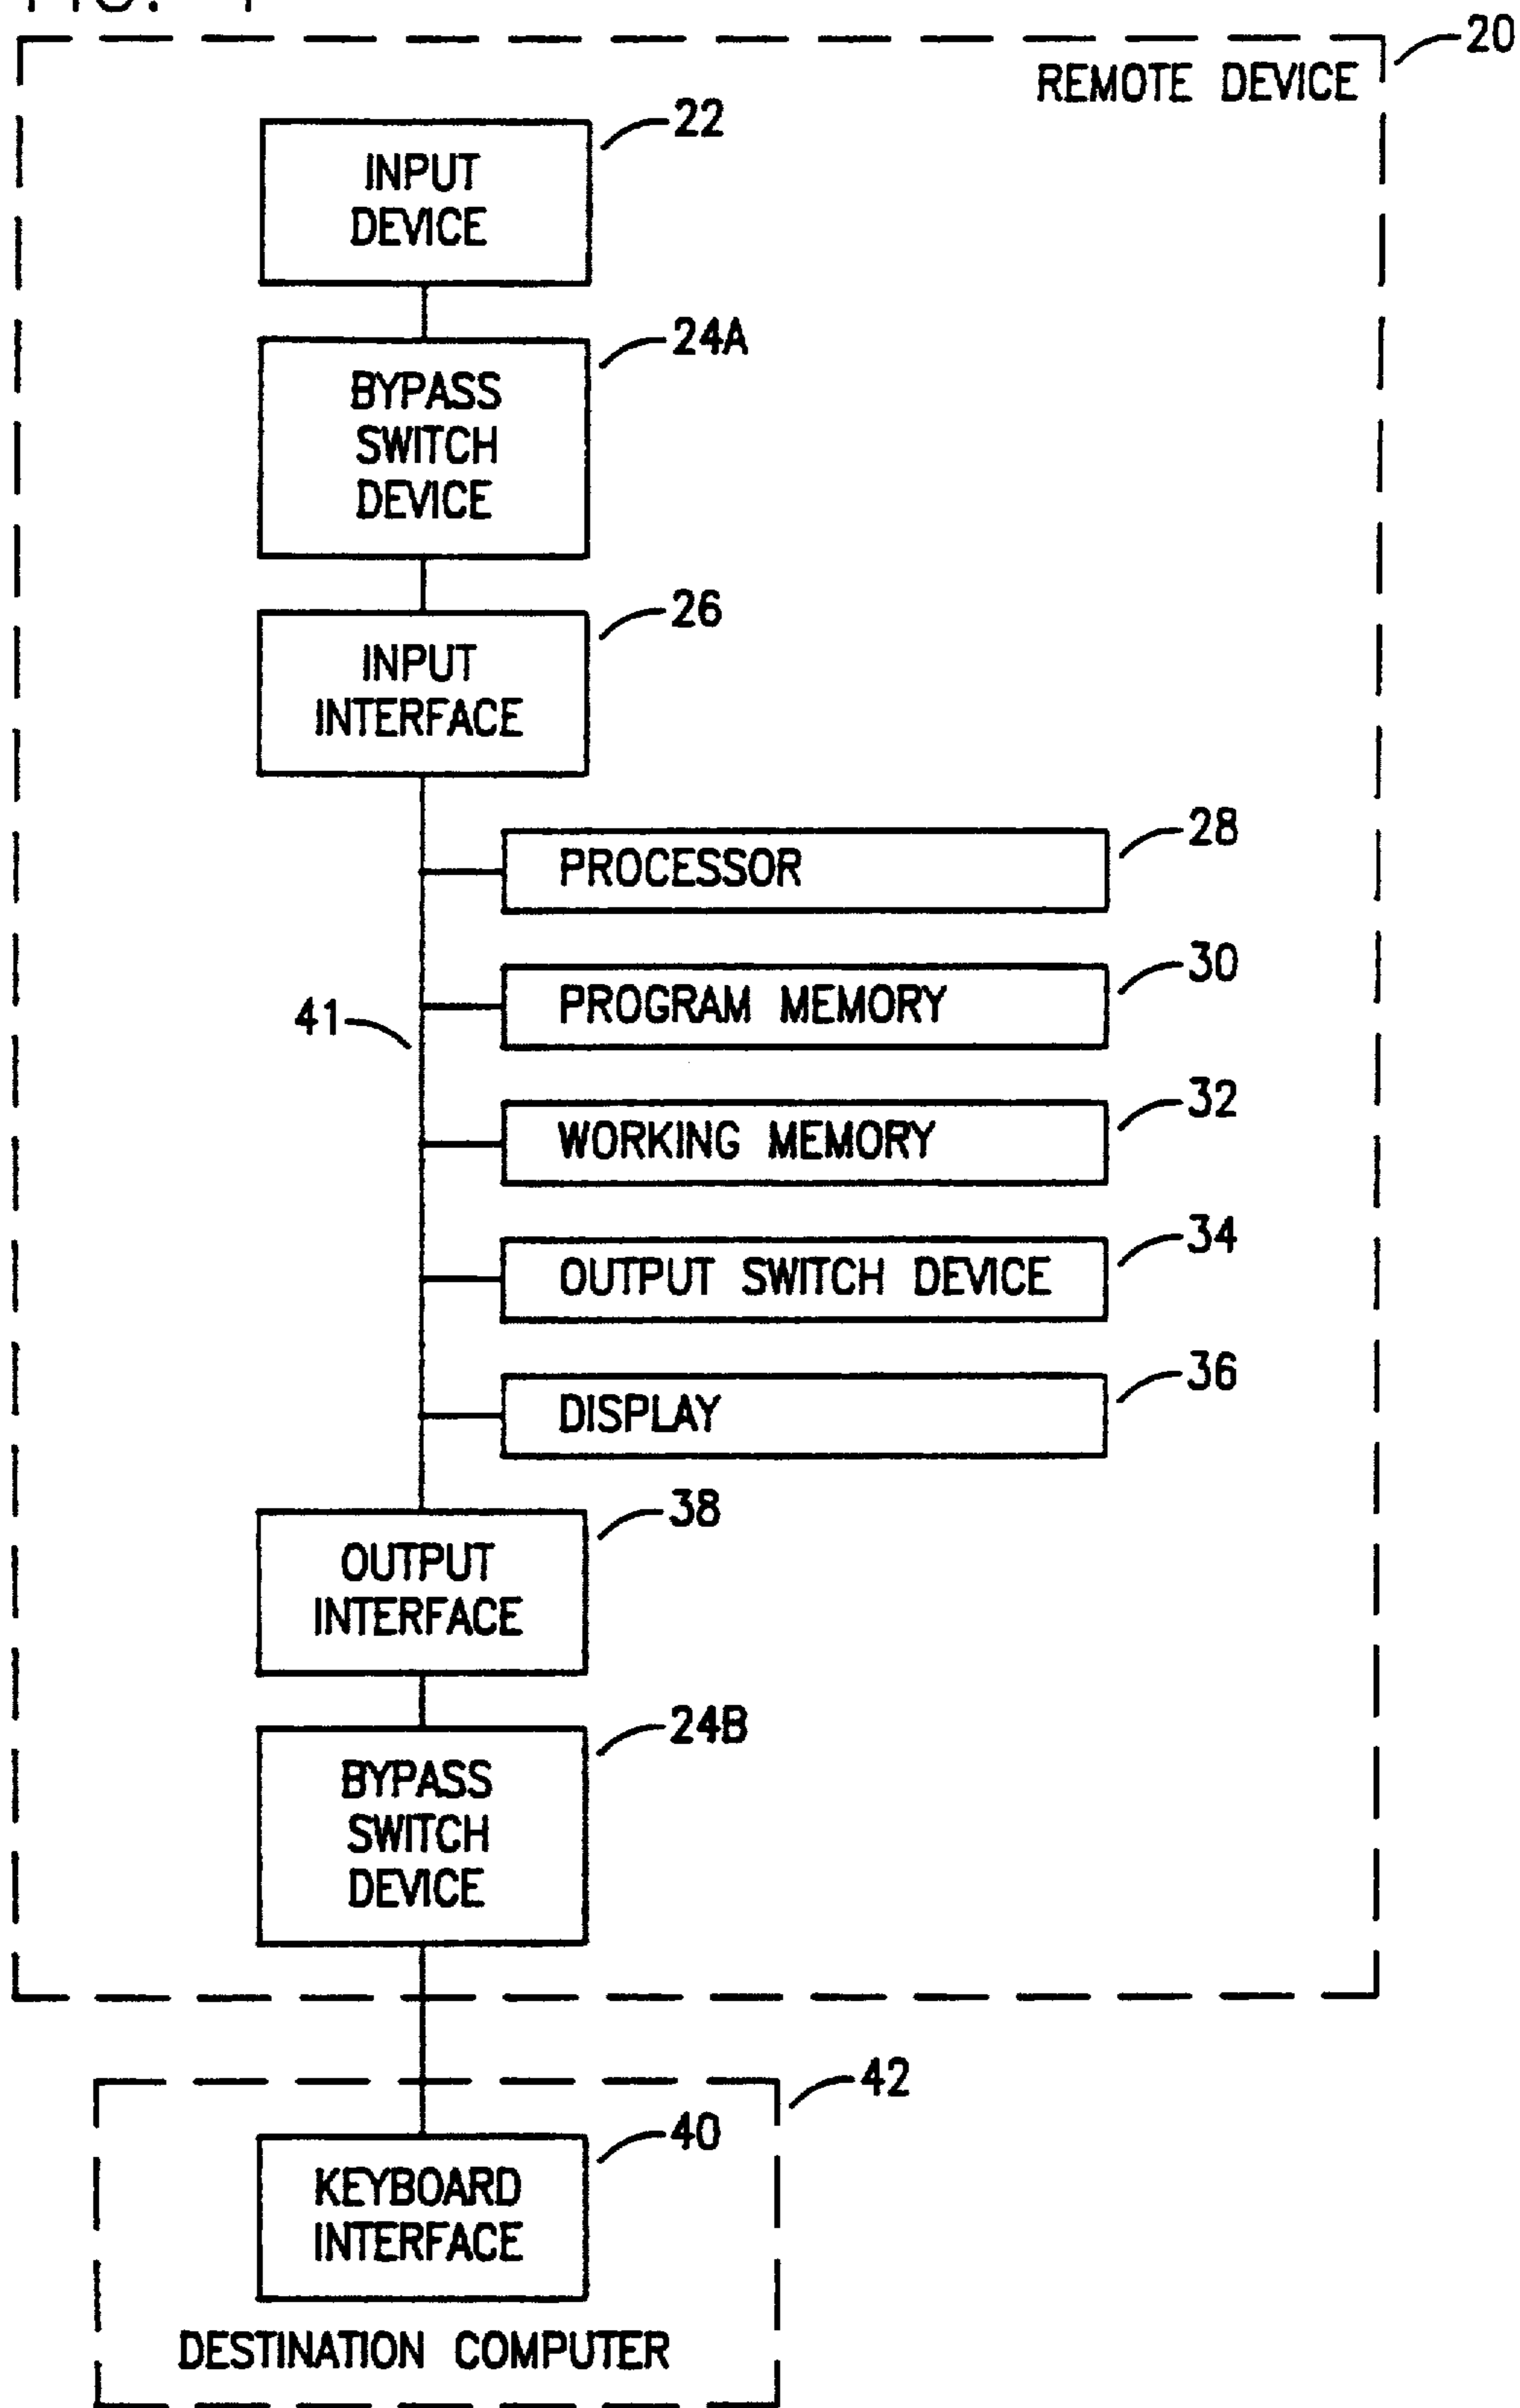 20
REMOTE DEVICE
22
INPUT
DEVICE
24A
BYPASS
SWITCH
DEVICE
26
INPUT
INTERFACE
28
PROCESSOR
30
PROGRAM MEMORY
41
32
WORKING MEMORY
34
OUTPUT SWITCH DEVICE
36
DISPLAY
38
OUTPUT
INTERFACE
24B
BYPASS
SWITCH
DEVICE
42
40
KEYBOARD
INTERFACE
DESTINATION COMPUTER